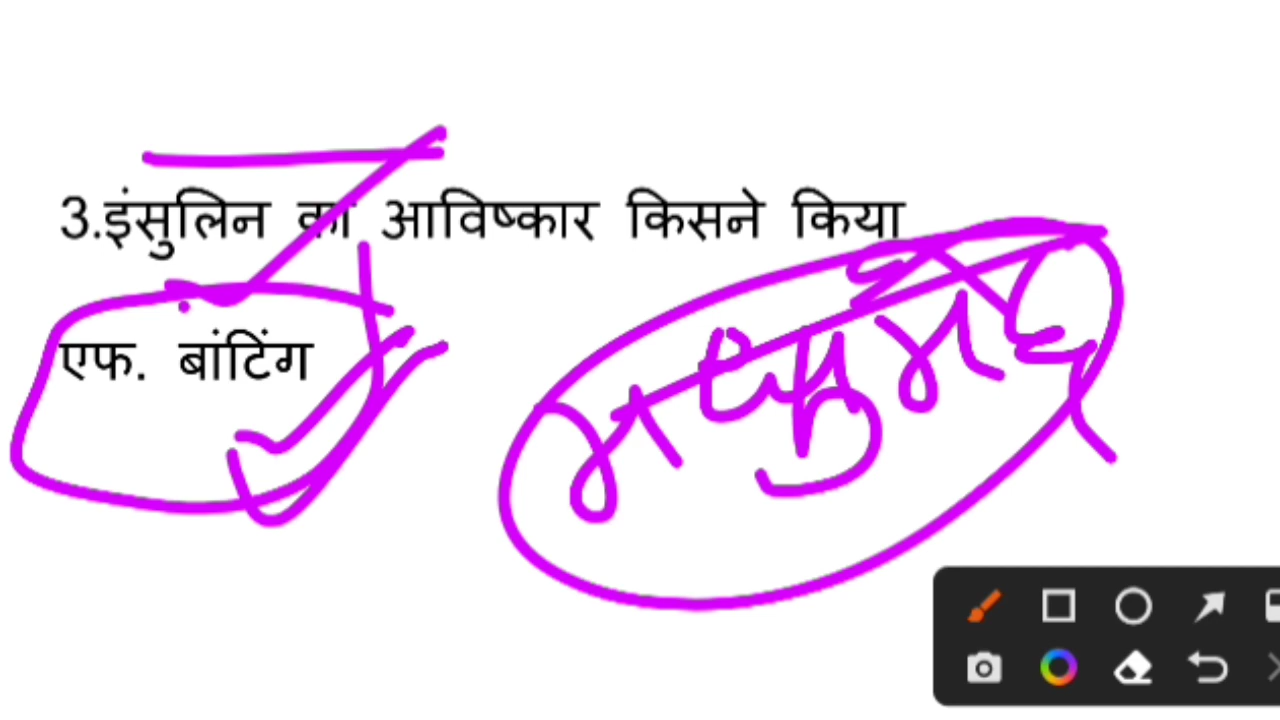 3.इंसुलिन का आविष्कार किसने किया
एफ. बांटिंग
मधुमेह